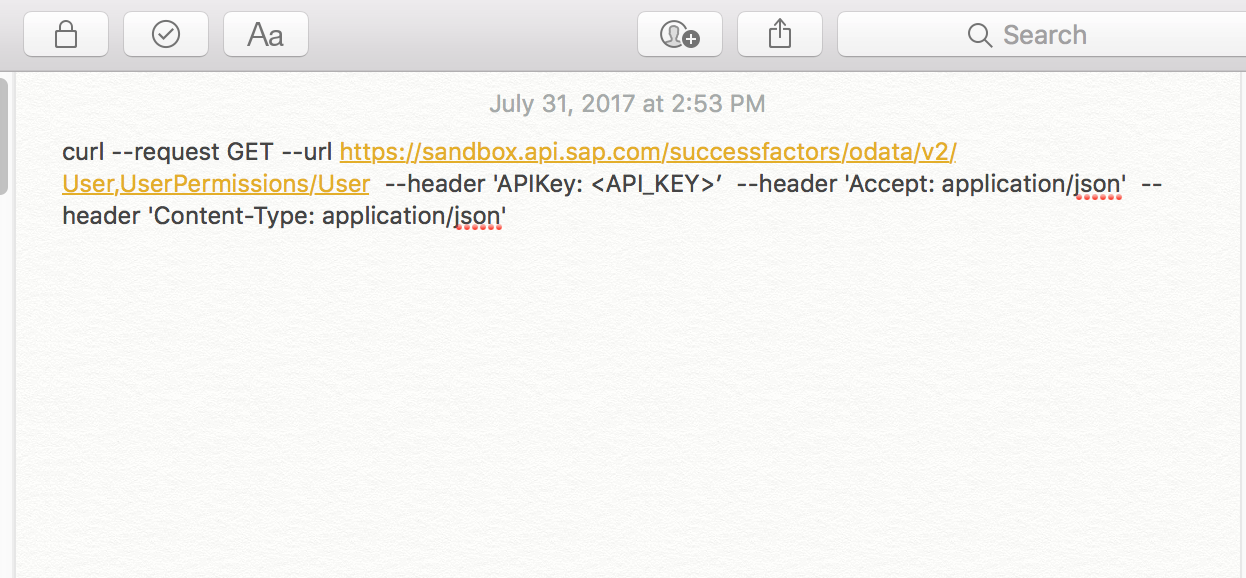 Aa
Search
July 31, 2017 at 2:53 PM
curl --request GET --url https://sandbox.api.sap.com/successfactors/odata/v2/
User,UserPermissions/User  --header 'APIKey: <API_KEY>’  --header 'Accept: application/json'  --
header 'Content-Type: application/json'